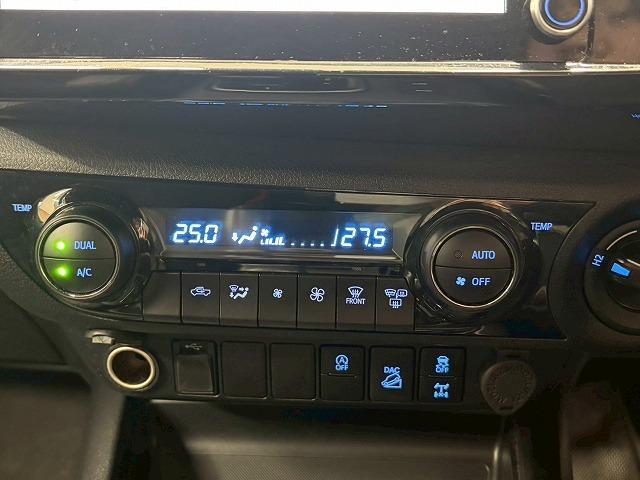 TEMP
DUAL
A/C
25.0
27.5
TEMP
AUTO
OFF
FRONT
H2
OFF
DAC
OFF